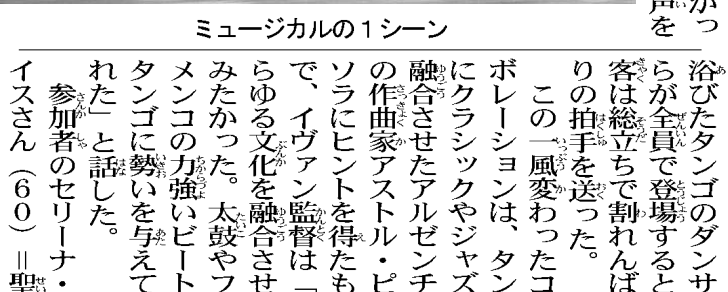 ミュージカルの1シーン
かっ
声を
浴びたタンゴのダンサ
らが全員で登場すると
客は総立ちで割れんば
りの拍手を送った。
この一風変わったコ
ボレーションは、タン
にクラシックやジャズ
融合させたアルゼンチ
の作曲家アストル・ピ
ソラにヒントを得たも
で、イヴァン監督は「
らゆる文化を融合させ
みたかった。太鼓やフ
メンコの力強いビート
タンゴに勢いを与えて
れた」と話した。
参加者のセリーナ・
イスさん（60）＝聖